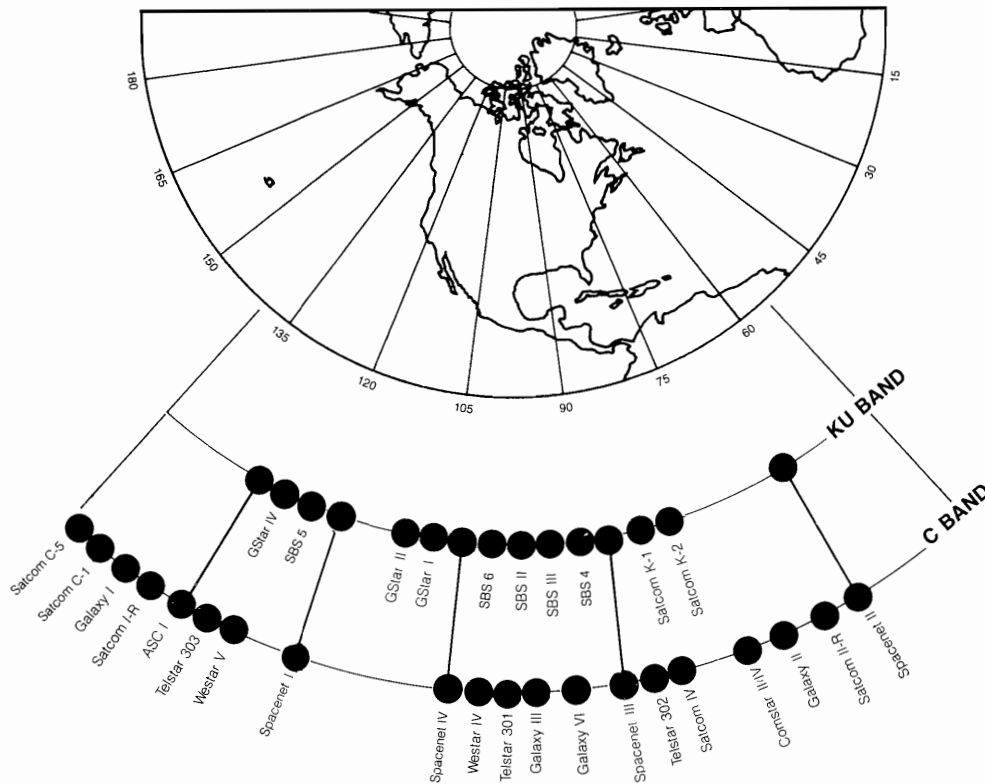 180
165
150
135
120
105
90
75
60
45
30
15
KU BAND
C BAND
GStar IV
SBS 5
GStar II
GStar I
SBS 6
SBS II
SBS III
SBS 4
Satcom K-1
Satcom K-2
Satcom C-5
Satcom C-1
Galaxy I
Satcom I-R
ASC I
Telstar 303
Westar V
Spacenet I
Spacenet IV
Westar IV
Telstar 301
Galaxy III
Galaxy VI
Spacenet III
Telstar 302
Satcom IV
Comstar II/IV
Galaxy II
Satcom II-R
Spacenet II